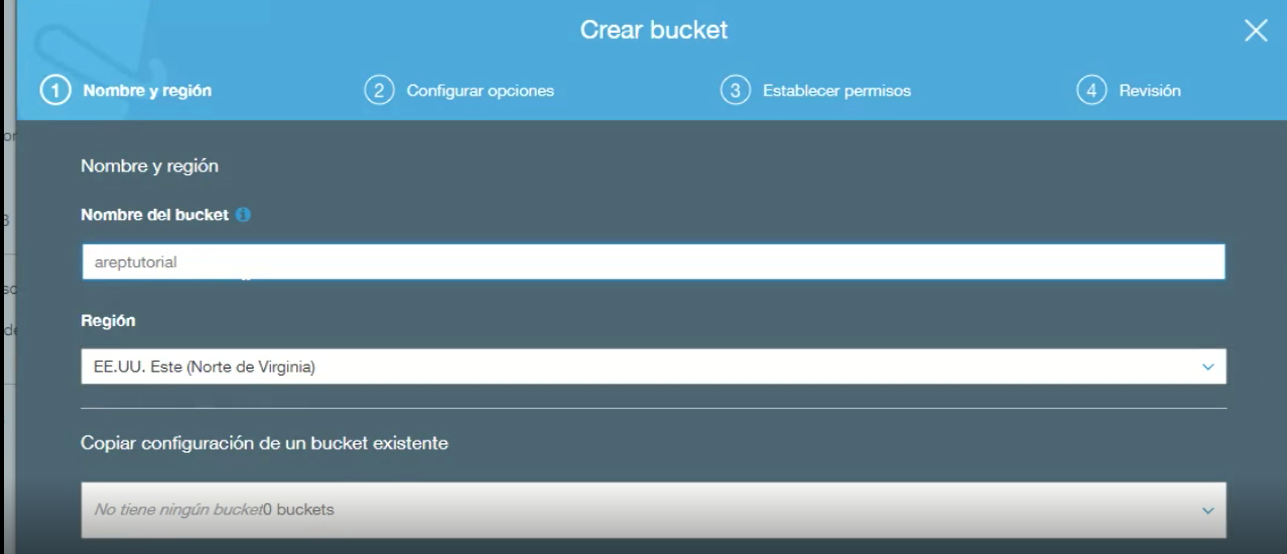 Crear bucket
1 Nombre y región
2 Configurar opciones
3 Establecer permisos
4 Revisión
Nombre y región
Nombre del bucket
areptutorial
Región
EE.UU. Este (Norte de Virginia)
Copiar configuración de un bucket existente
No tiene ningún bucket0 buckets